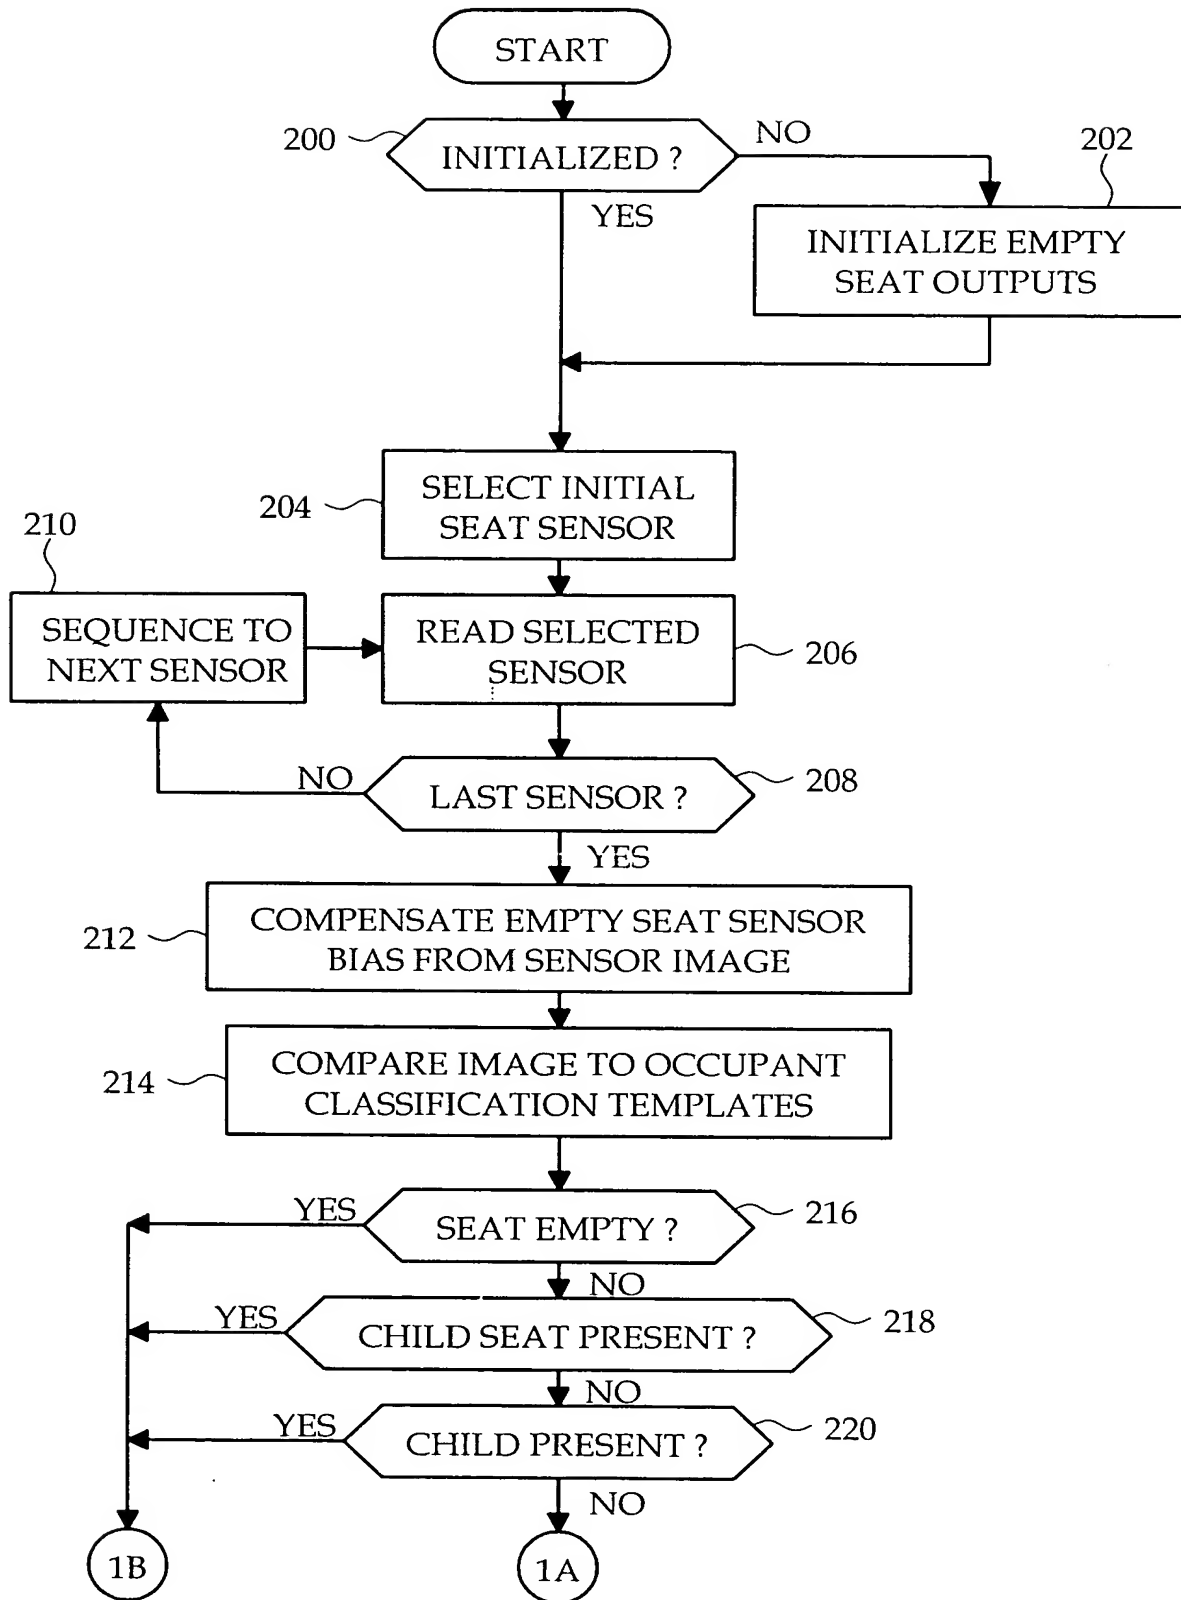 START
200
INITIALIZED ?
NO
202
YES
INITIALIZE EMPTY
SEAT OUTPUTS
204
SELECT INITIAL
SEAT SENSOR
210
SEQUENCE TO
NEXT SENSOR
READ SELECTED
SENSOR
206
NO
LAST SENSOR ?
208
YES
212
COMPENSATE EMPTY SEAT SENSOR
BIAS FROM SENSOR IMAGE
214
COMPARE IMAGE TO OCCUPANT
CLASSIFICATION TEMPLATES
YES
SEAT EMPTY ?
216
NO
YES
CHILD SEAT PRESENT ?
218
NO
YES
CHILD PRESENT ?
220
NO
1B
1A